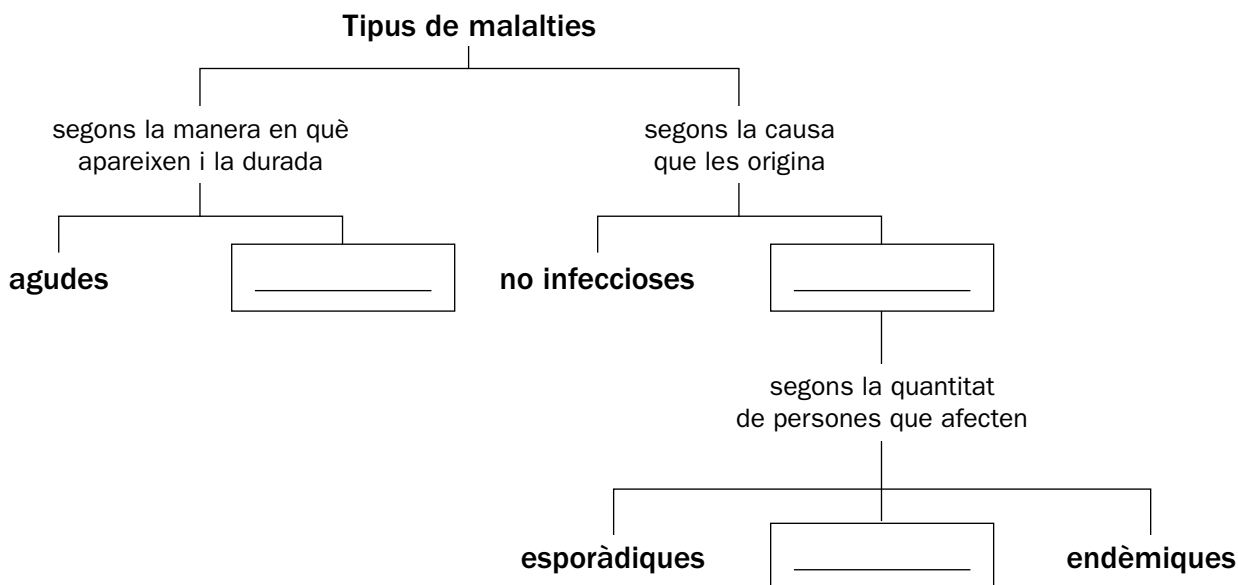 Tipus de malalties
segons la manera en què
apareixen i la durada
segons la causa
que les origina
agudes
no infeccioses
segons la quantitat
de persones que afecten
esporàdiques
endèmiques